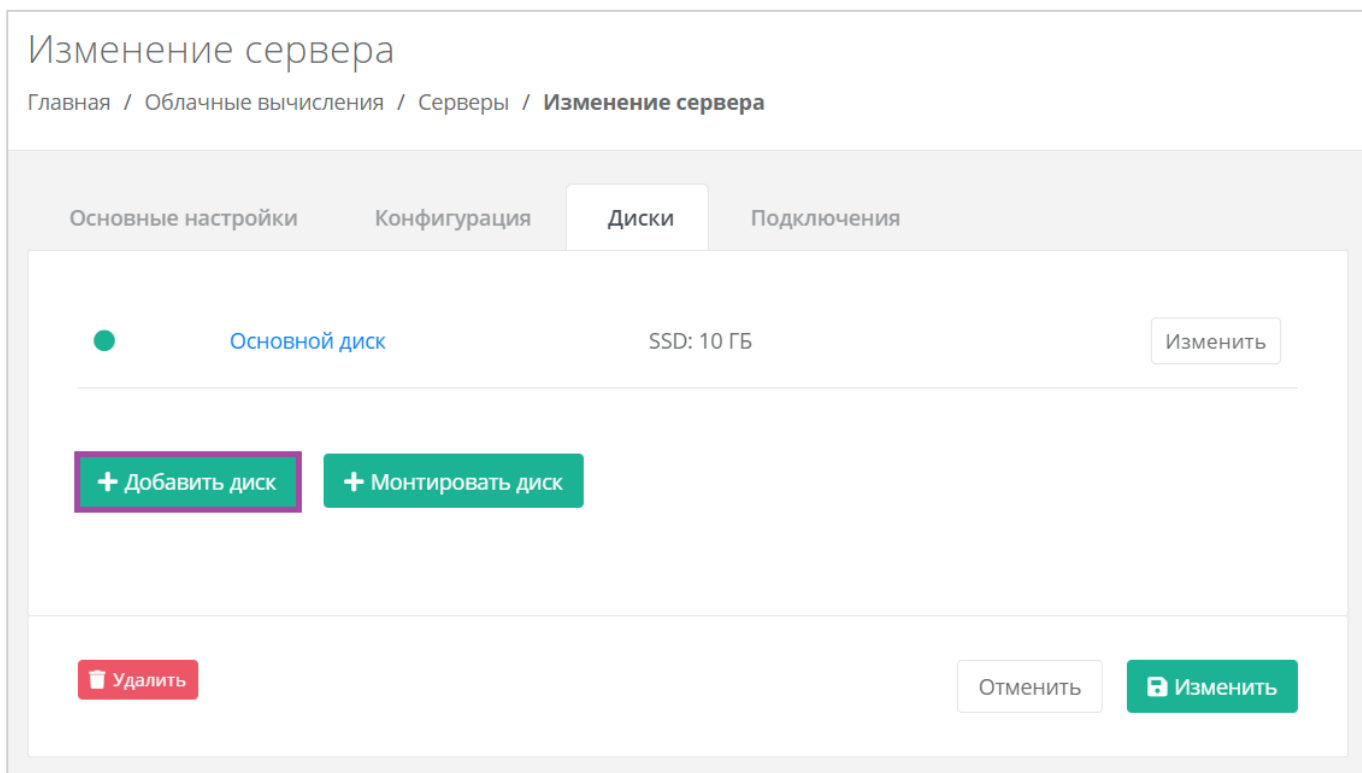 Изменение сервера
Главная / Облачные вычисления / Серверы / Изменение сервера
Основные настройки Конфигурация Диски Подключения
Основной диск SSD: 10 ГБ Изменить
+ Добавить диск + Монтировать диск
Удалить Отменить Изменить